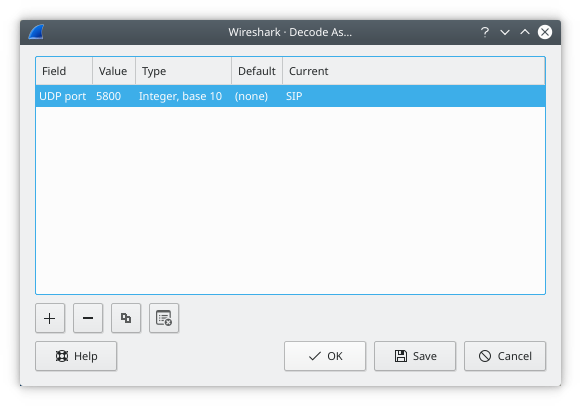 Wireshark · Decode As...
?
Field Value Type Default Current
UDP port 5800 Integer, base 10 (none) SIP
Help OK Save Cancel